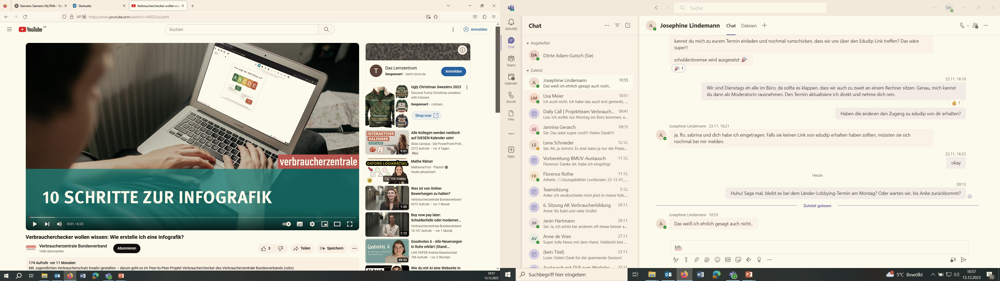 Siemens Siemens MyTMA - Sta
Startseite
Verbraucherchecker wollen wiss
https://www.youtube.com/watch?v=M0Zi2zc2qH4
YouTube DE
Suchen
Anmelden
Was zeigt der Nutri-Score an?
A B C D E
verbraucherzentrale
10 SCHRITTE ZUR INFOGRAFIK
0:01 / 6:23
Verbraucherchecker wollen wissen: Wie erstelle ich eine Infografik?
Verbraucherzentrale Bundesverband
1640 Abonnenten
Abonnieren
3
Teilen
Speichern
174 Aufrufe vor 11 Monaten
Mit Jugendlichen Verbraucherschutz kreativ gestalten – darum geht es im Peer-to-Peer-Projekt Verbraucherchecker des Verbraucherzentrale Bundesverbands (vzbv).
T
Das Lernzentrum
Gesponsert · berlin.tumo.de
Anmelden
Ugly Christmas Sweaters 2023
Discover Funny Christmas sweaters
with Cotosen.
Gesponsert · cotosen
Shop now
INTERAKTIVER
KALENDER
IN PPT & PDF
9:51
Alle Kollegen werden neidisch
auf DIESEN Kalender sein!
Slide Campus - Die PowerPoint-Profi...
2272 Aufrufe • vor 4 Tagen
Neu
OXFORD LOGIKRÄTSEL
104 Videos
Mathe Rätsel
MathemaTrick · Playlist
Heute aktualisiert
1:20
Was ist von Online-
Bewertungen zu halten?
Verbraucherzentrale Bundesverband
6972 Aufrufe • vor 1 Monat
1:12
Buy now pay later:
Schuldenfalle oder moderner...
Verbraucherzentrale Bundesverband
10.107 Aufrufe • vor 1 Monat
Goodnotes 6
48:53
Goodnotes 6 - Alle Neuerungen
in Ruhe erklärt (Stand:...
LIKE PAPER Andrea Rawanschad
789 Aufrufe • vor 2 Wochen
Wie du mit AI eine Webseite in
10:57
13.12.2023
Suche
DA
Aktivität
Chat
Teams
Kalender
Anrufe
Files
Apps
Chat
Angeheftet
DA
Dörte Adam-Gutsch (Sie)
Zuletzt
JL
Josephine Lindemann 10:55
Das weiß ich ehrlich gesagt auch nicht..
LM
Lisa Meier 10:51
Ich auch nicht. Ich habe das auch erst gemerkt, ...
Daily Call | Projektteam Verbrauch... 09:41
Lisa: Ich wollte nur Montag ins Büro kommen, a...
JG
Jannina Gerasch 09:15
Sie: Das wäre super cool!!! Vielen Dank!!!!
LS
Lena Schnieder 12.12.
Sie: Ah, ja stimmt. Es sind dann ja nur die Präsis...
Vorbereitung BMUV-Austausch 11.12.
Florence: Danke dir, habe ich eingefügt
FR
Florence Rothe 11.12.
Arbeits- / Lösungsblätter Lootboxen: 23-12-01_...
Teamsitzung 5.12.
Anke: ich verabschiede mich jetzt in meine fobi....
6. Sitzung AK Verbraucherbildung 29.11.
Anne: Bis bald und viele Grüße!
JH
Janin Hartmann 29.11.
Sie: Ja, ich achte bei anderen oft etwas besser a...
AV
Anne de Vries 27.11.
Super tolle News mit dem Hand. Vielleicht bist ...
(kein Titel) 23.11.
Luise: Vielen Dank für die spannende Session!
Austausch mit DLR zum Worksho... 22.11.
JL
Josephine Lindemann Chat Dateien
kannst du mich zu eurem Termin einladen und nochmal rumschicken, dass wir uns über den Edudip Link treffen? Das wäre
super!!
schuldenbremse wird ausgesetzt 🎉
🎉 1
23.11. 16:18
Wir sind Dienstags eh alle im Büro, da sollte es klappen, dass wir auch zu zweit an einem Rechner sitzen. Genau, mich kannst
du dann als Moderatorin rausnehmen. Den Termin aktualisiere ich direkt und nehme dich rein.
👍 1
Haben die anderen den Zugang zu edudip von dir erhalten?
Josephine Lindemann 23.11. 16:21
JL
ja, flo, sabrina und dich habe ich eingetragen. Falls sie keinen Link von edudip erhalten haben sollten, müssten sie sich
nochmal bei mir melden.
23.11. 16:22
okay
Heute
09:13
Huhu! Sage mal, bleibt es bei dem Länder-Lobbying-Termin am Montag? Oder warten wir, bis Anke zurückkommt?
Zuletzt gelesen
Josephine Lindemann 10:55
JL
Das weiß ich ehrlich gesagt auch nicht..
Mh.
GIF
Suchbegriff hier eingeben
5°C Bewölkt
10:57
13.12.2023
32